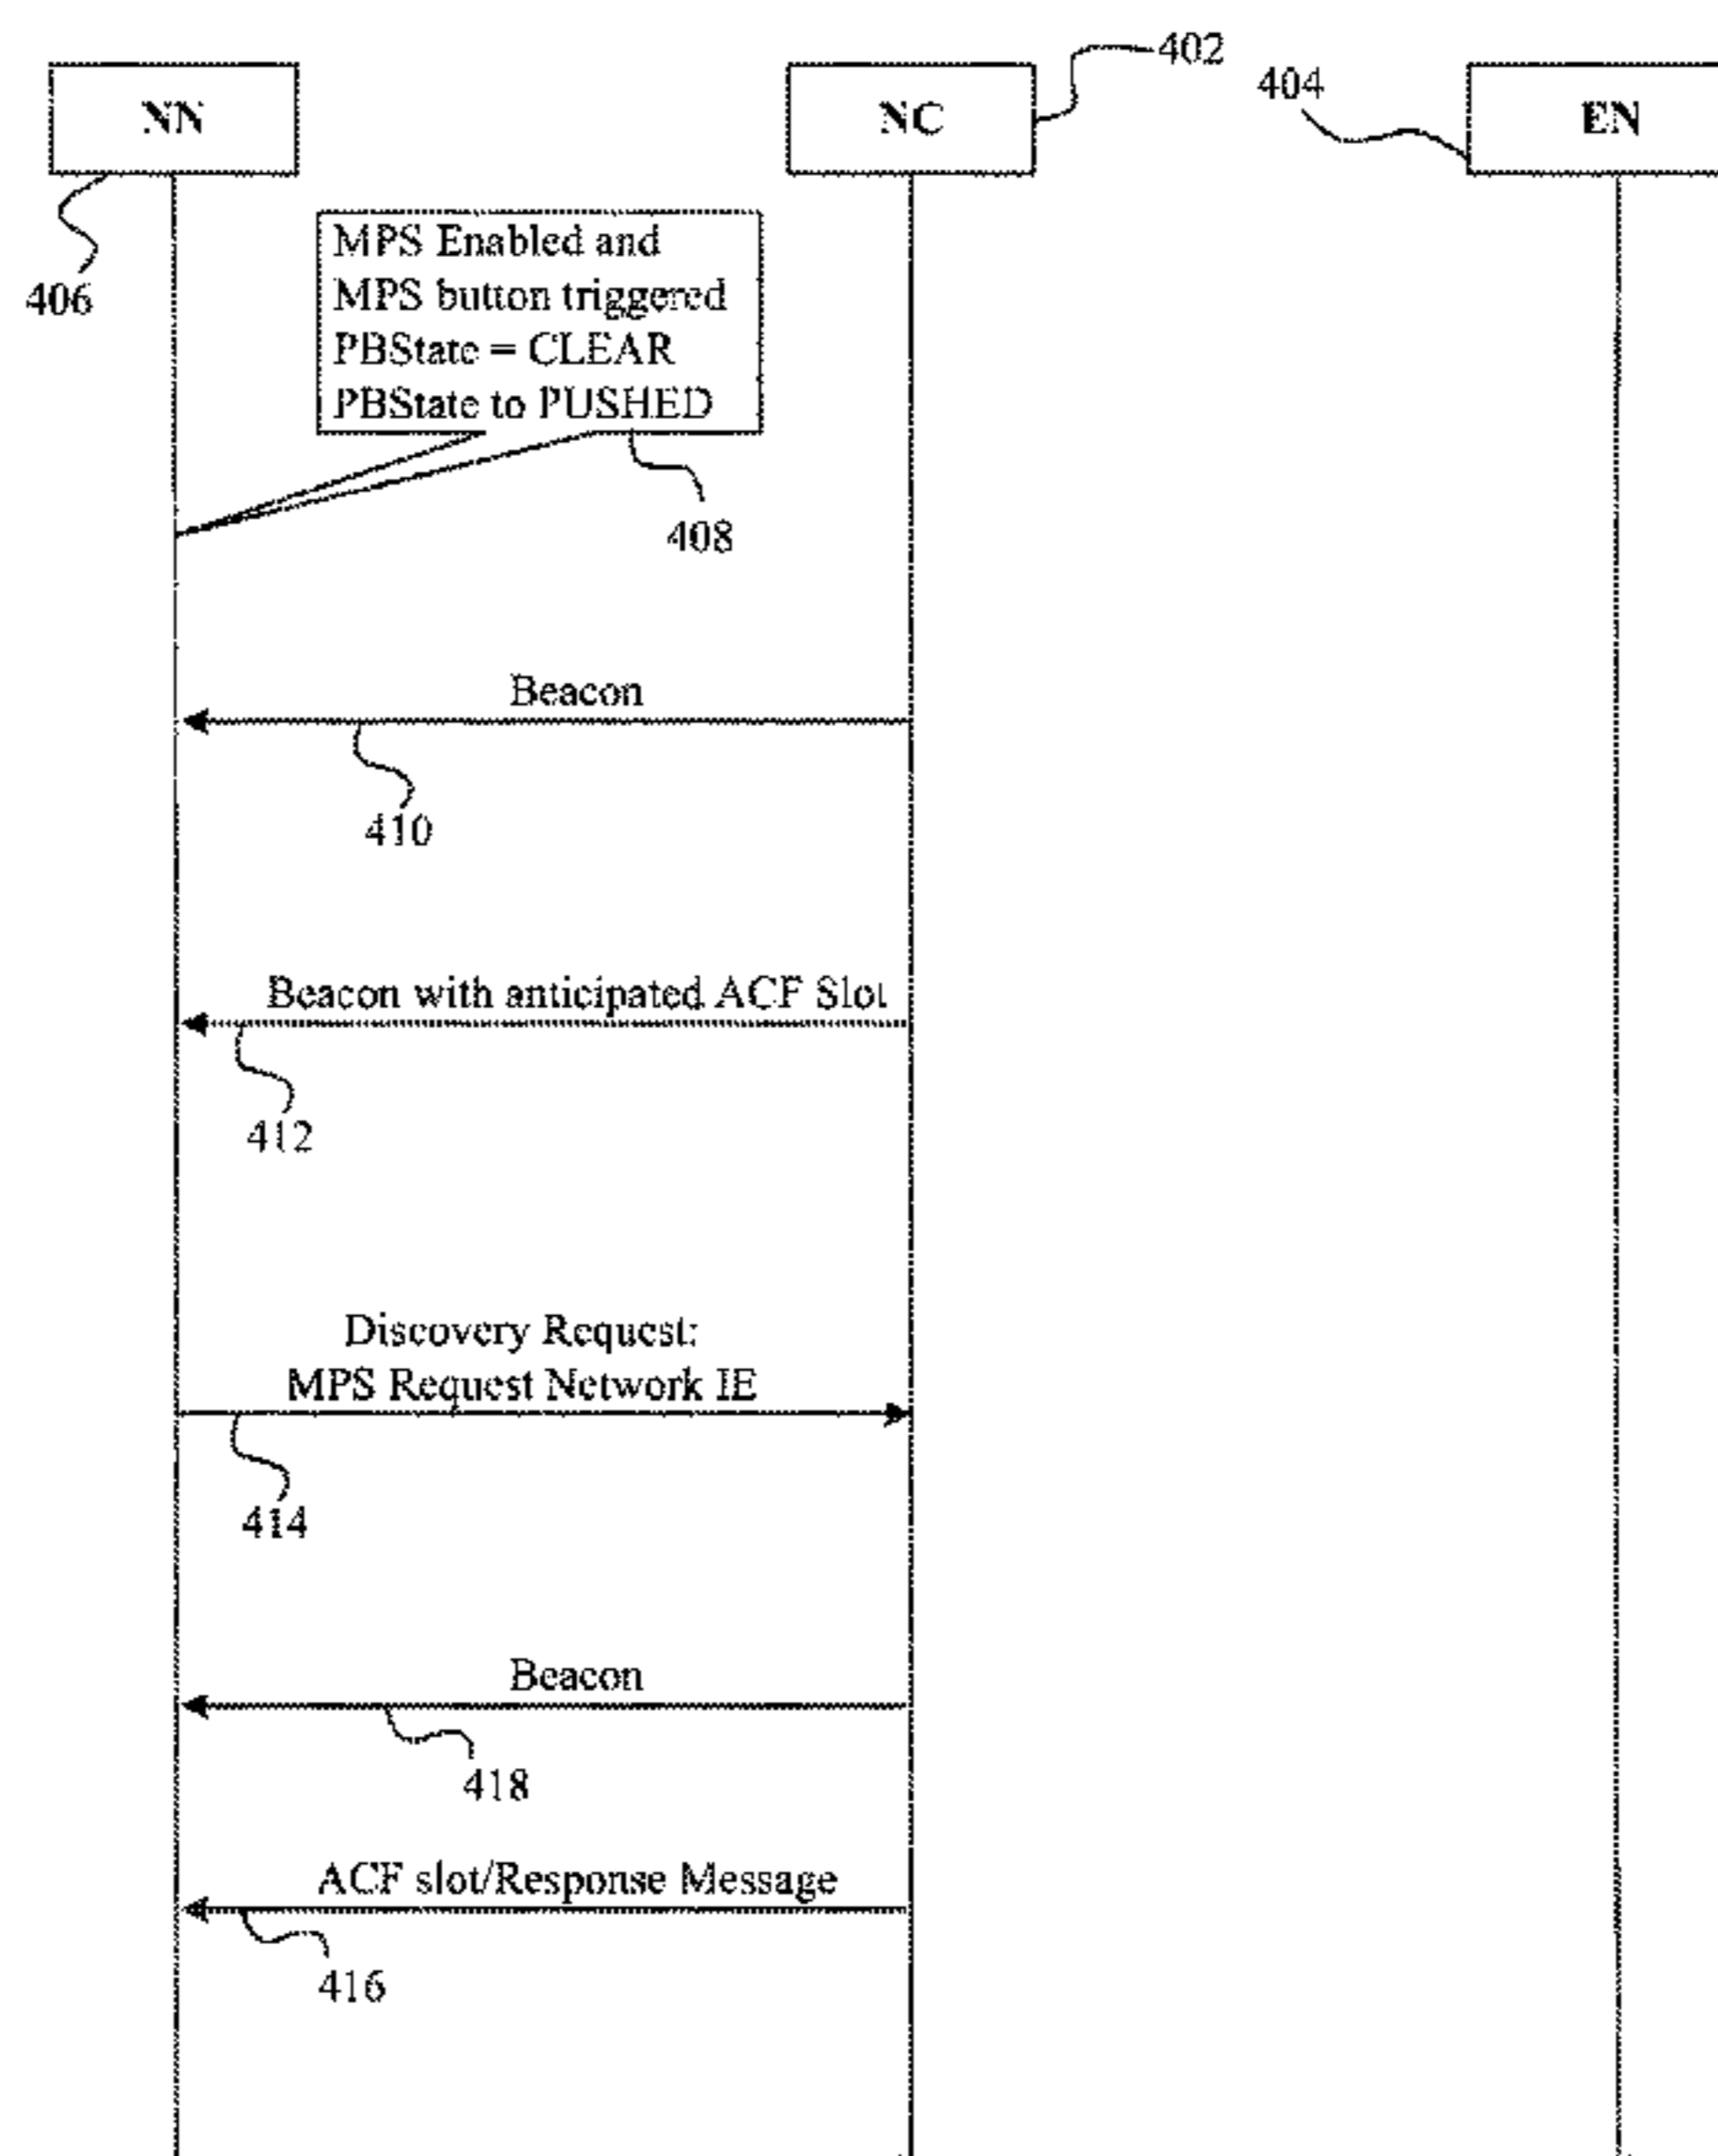 402
404
NN
NC
EN
406
MPS Enabled and
MPS button triggered
PBState = CLEAR
PBState to PUSHED
408
Beacon
410
Beacon with anticipated ACF Slot
412
Discovery Request:
MPS Request Network IE
414
Beacon
418
ACF slot/Response Message
416